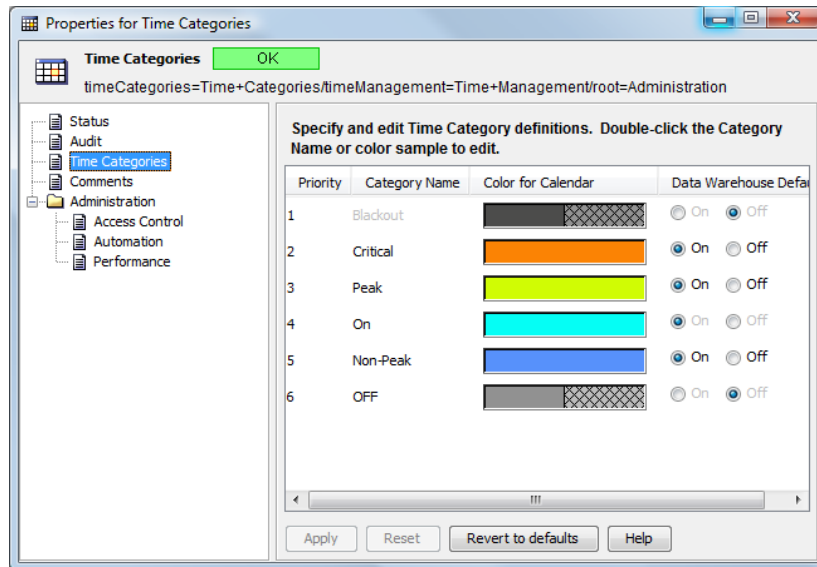 Properties for Time Categories
Time Categories OK
timeCategories=Time+Categories/timeManagement=Time+Management/root=Administration
Status
Audit
Time Categories
Comments
Administration
Access Control
Automation
Performance
Specify and edit Time Category definitions. Double-click the Category
Name or color sample to edit.
Priority Category Name Color for Calendar Data Warehouse Defau
1 Blackout On Off
2 Critical On Off
3 Peak On Off
4 On On Off
5 Non-Peak On Off
6 OFF On Off
Apply Reset Revert to defaults Help